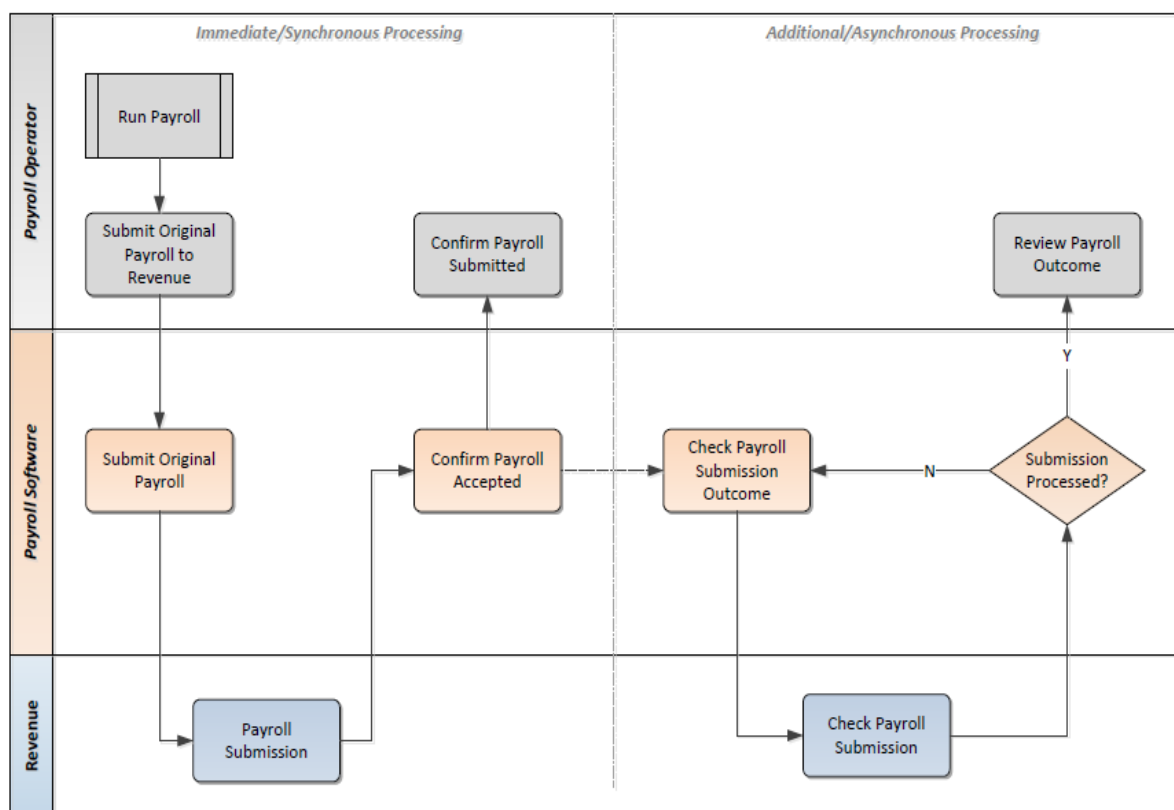 Immediate/Synchronous Processing
Additional/Asynchronous Processing
Payroll Operator
Run Payroll
Submit Original
Payroll to
Revenue
Confirm Payroll
Submitted
Review Payroll
Outcome
Y
Payroll Software
Submit Original
Payroll
Confirm Payroll
Accepted
Check Payroll
Submission
Outcome
N
Submission
Processed?
Revenue
Payroll
Submission
Check Payroll
Submission